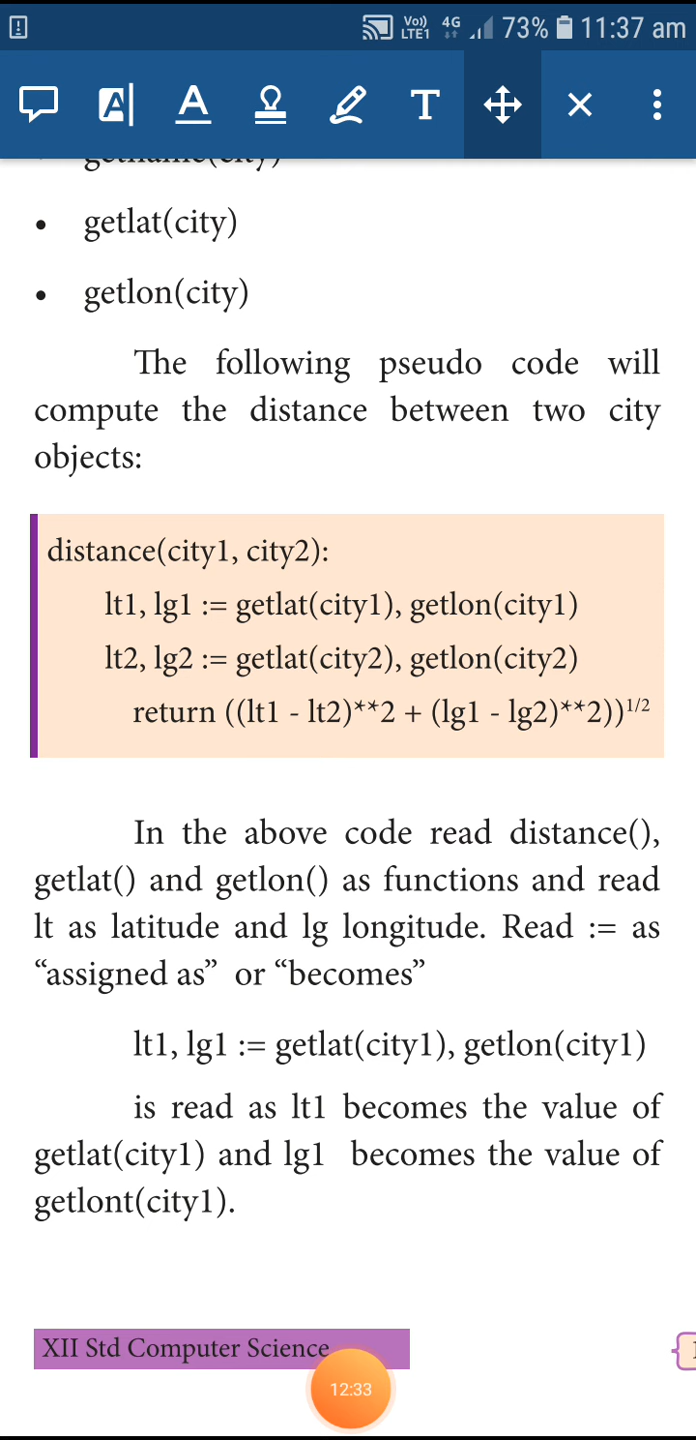 Vo)) 4G 73% 11:37 am
LTE1
A A T
getname(city)
• getlat(city)
• getlon(city)
The following pseudo code will
compute the distance between two city
objects:
distance(city1, city2):
lt1, lg1 := getlat(city1), getlon(city1)
lt2, lg2 := getlat(city2), getlon(city2)
return ((lt1 - lt2)**2 + (lg1 - lg2)**2))1/2
In the above code read distance(),
getlat() and getlon() as functions and read
lt as latitude and lg longitude. Read := as
“assigned as” or “becomes”
lt1, lg1 := getlat(city1), getlon(city1)
is read as lt1 becomes the value of
getlat(city1) and lg1 becomes the value of
getlont(city1).
XII Std Computer Science
12:33